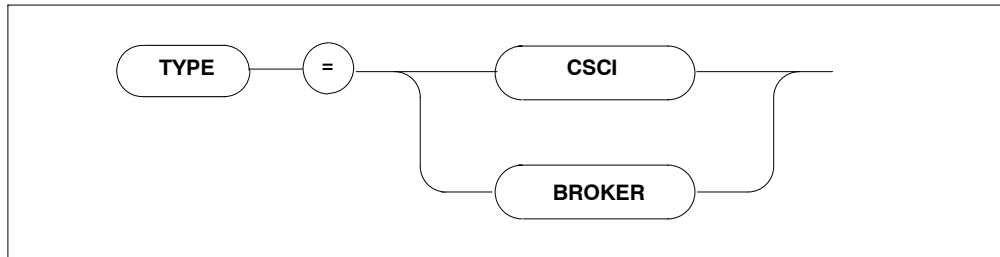 TYPE = CSCI
BROKER